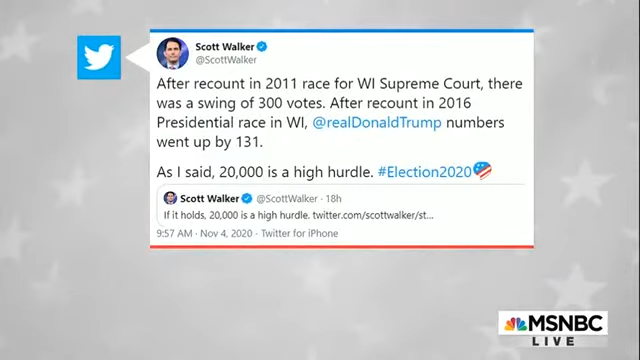 Scott Walker
@ScottWalker
After recount in 2011 race for WI Supreme Court, there
was a swing of 300 votes. After recount in 2016
Presidential race in WI, @realDonaldTrump numbers
went up by 131.
As I said, 20,000 is a high hurdle. #Election2020
Scott Walker @ScottWalker · 18h
If it holds, 20,000 is a high hurdle. twitter.com/scottwalker/st...
9:57 AM · Nov 4, 2020 · Twitter for iPhone
MSNBC
LIVE